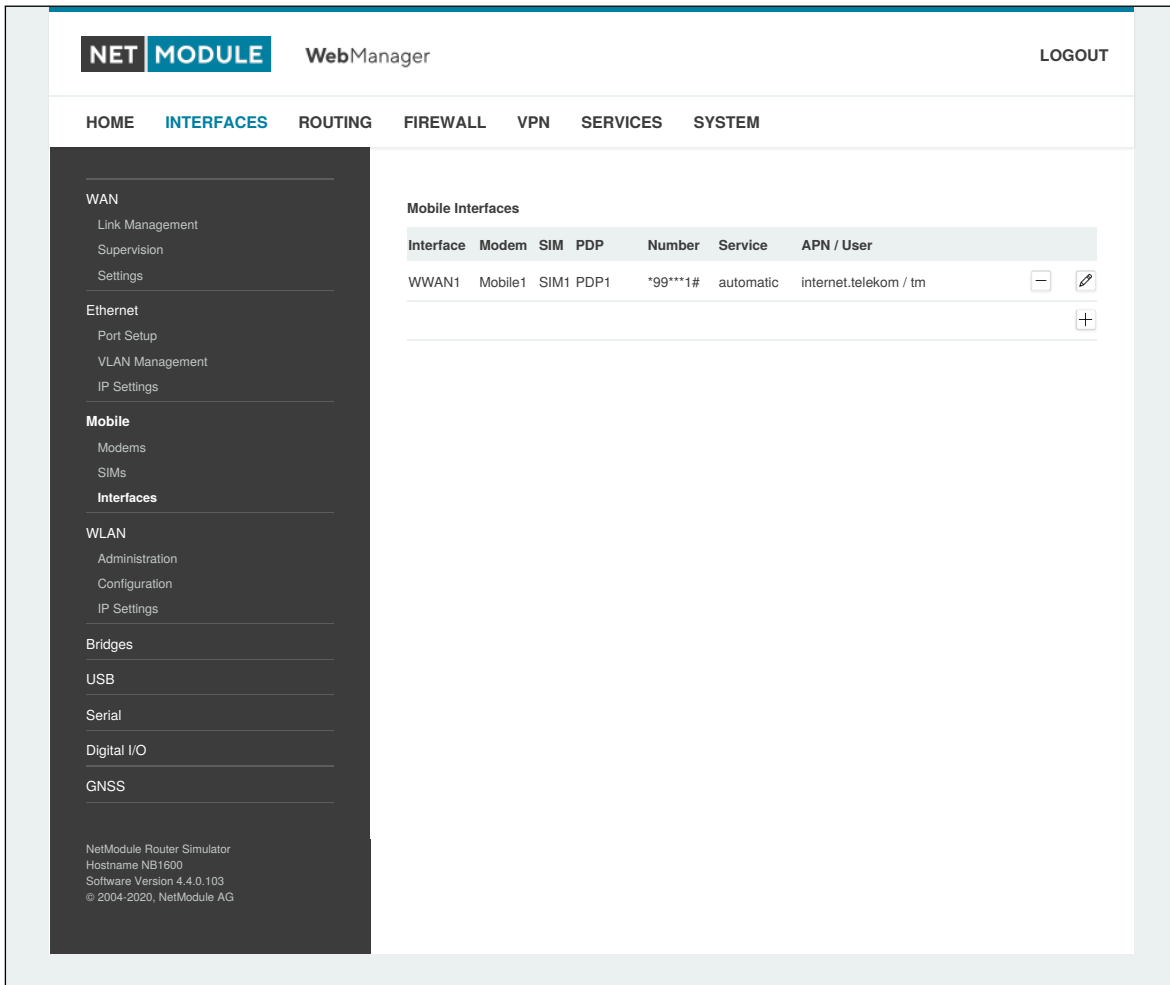 NET MODULE WebManager LOGOUT
HOME INTERFACES ROUTING FIREWALL VPN SERVICES SYSTEM
WAN
Link Management
Supervision
Settings
Ethernet
Port Setup
VLAN Management
IP Settings
Mobile
Modems
SIMs
Interfaces
WLAN
Administration
Configuration
IP Settings
Bridges
USB
Serial
Digital I/O
GNSS
NetModule Router Simulator
Hostname NB1600
Software Version 4.4.0.103
© 2004-2020, NetModule AG
Mobile Interfaces
Interface Modem SIM PDP Number Service APN / User
WWAN1 Mobile1 SIM1 PDP1 *99***1# automatic internet.telekom / tm